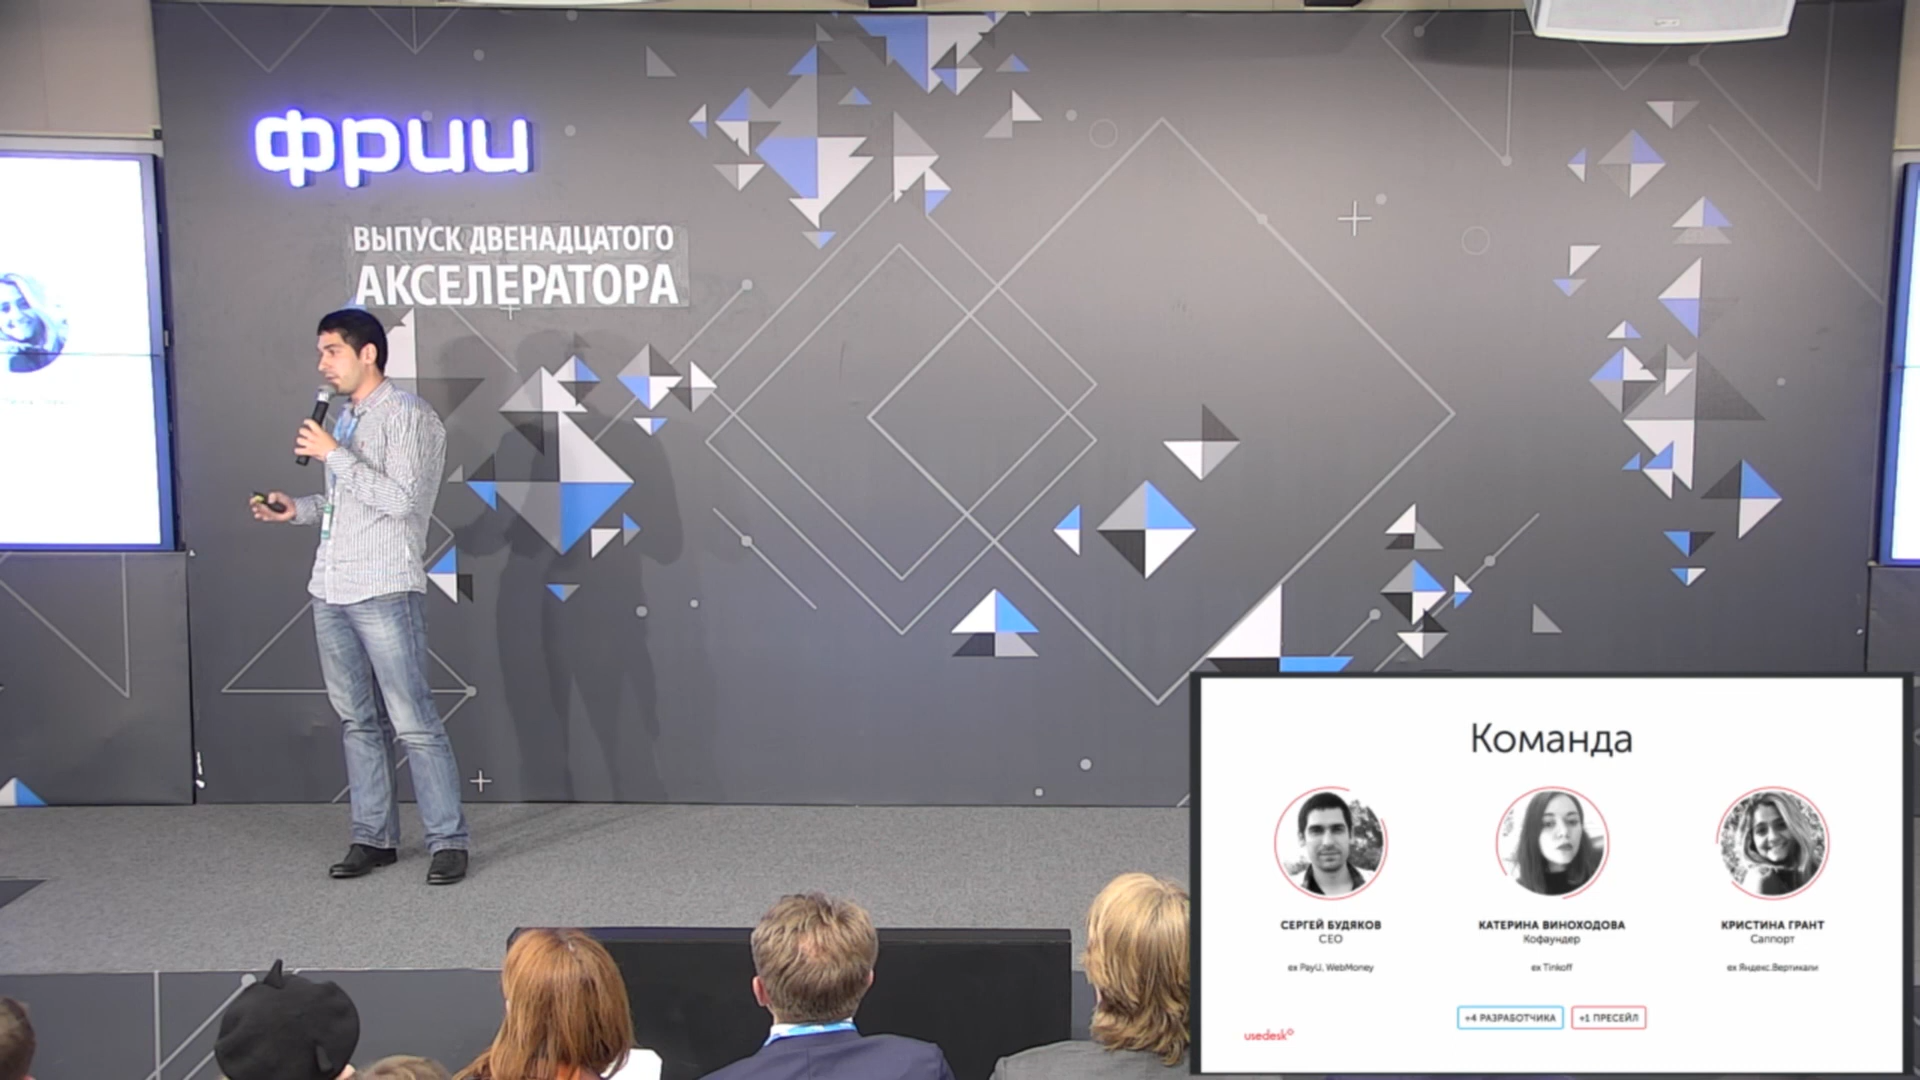 фрии
ВЫПУСК ДВЕНАДЦАТОГО
АКСЕЛЕРАТОРА
Команда
СЕРГЕЙ БУДЯКОВ
CEO
ex PayU, WebMoney
КАТЕРИНА ВИНОХОДОВА
Кофаундер
ex Tinkoff
КРИСТИНА ГРАНТ
Саппорт
ex Яндекс.Вертикали
+4 РАЗРАБОТЧИКА
+1 ПРЕСЕЙЛ
usedesk